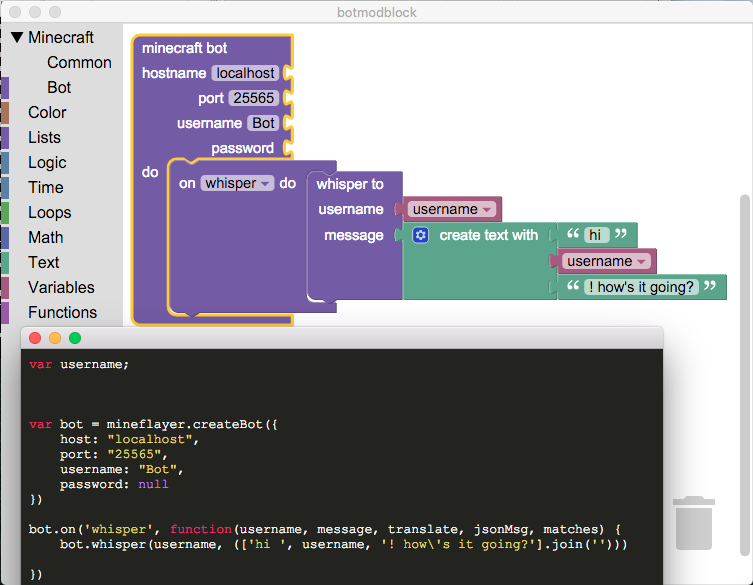 botmodblock
▼ Minecraft
Common
Bot
Color
Lists
Logic
Time
Loops
Math
Text
Variables
Functions
minecraft bot
hostname localhost
port 25565
username Bot
password
do
on whisper do
whisper to
username username
message create text with “ hi ”
username
“ ! how's it going? ”
var username;
var bot = mineflayer.createBot({
    host: "localhost",
    port: "25565",
    username: "Bot",
    password: null
})
bot.on('whisper', function(username, message, translate, jsonMsg, matches) {
    bot.whisper(username, (['hi ', username, '! how\'s it going?'].join('')))
})